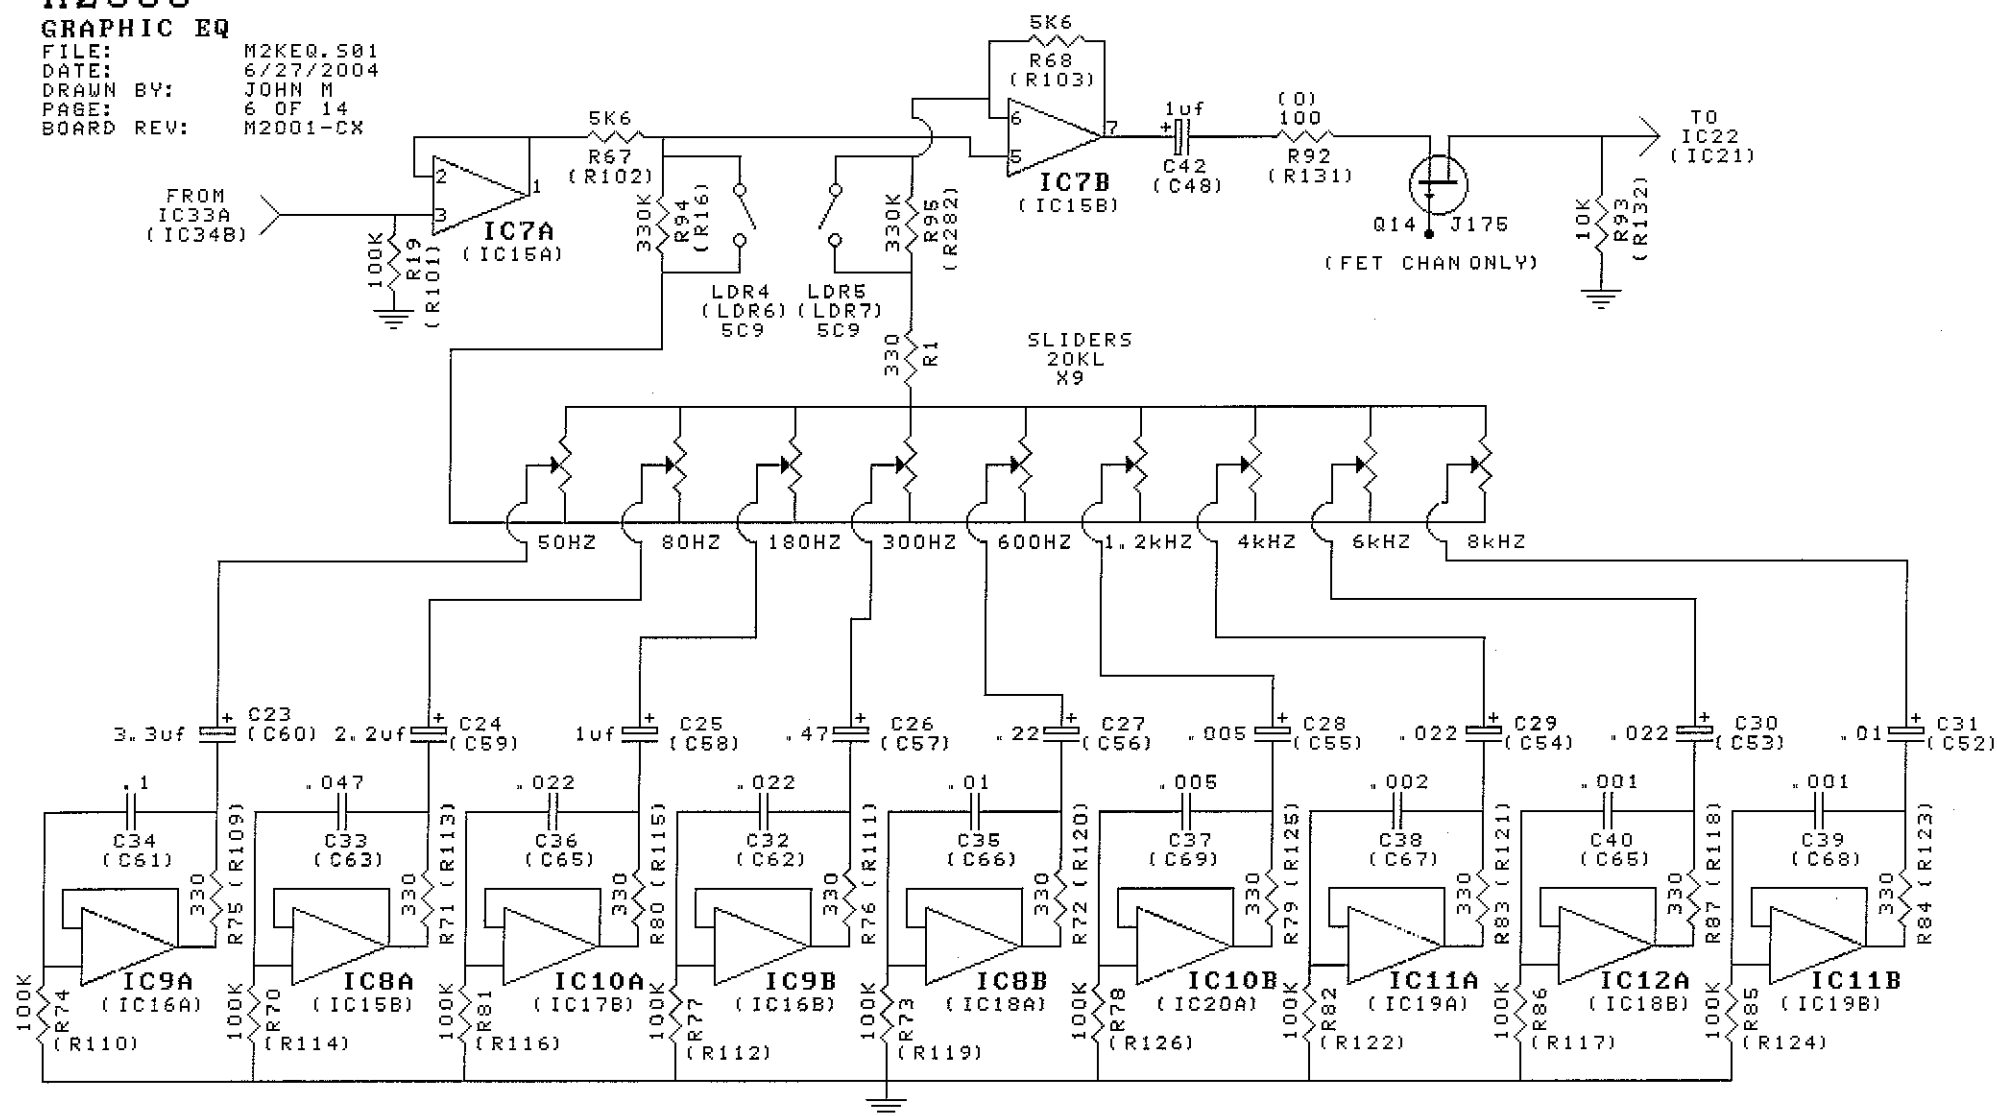 GRAPHIC EQ
FILE: M2KEQ.S01
DATE: 6/27/2004
DRAWN BY: JOHN M
PAGE: 6 OF 14
BOARD REV: M2001-CX
FROM
IC33A
(IC34B)
100K
R19
(R101)
2
3
1
IC7A
(IC15A)
5K6
R67
(R102)
330K
R94
(R16)
LDR4
(LDR6)
5C9
LDR5
(LDR7)
5C9
330K
R95
(R282)
330
R1
5K6
R68
(R103)
6
5
7
IC7B
(IC15B)
1uf
+
C42
(C48)
(0)
100
R92
(R131)
Q14
J175
(FET CHAN ONLY)
10K
R93
(R132)
TO
IC22
(IC21)
SLIDERS
20KL
X9
50HZ 80HZ 180HZ 300HZ 600HZ 1.2kHZ 4kHZ 6kHZ 8kHZ
3.3uf + C23 (C60)
2.2uf + C24 (C59)
1uf + C25 (C58)
.47 + C26 (C57)
.22 + C27 (C56)
.005 + C28 (C55)
.022 + C29 (C54)
.022 + C30 (C53)
.01 + C31 (C52)
.1 C34 (C61)
.047 C33 (C63)
.022 C36 (C65)
.022 C32 (C62)
.01 C35 (C66)
.005 C37 (C69)
.002 C38 (C67)
.001 C40 (C65)
.001 C39 (C68)
330 R75 (R109)
330 R71 (R113)
330 R80 (R115)
330 R76 (R111)
330 R72 (R120)
330 R79 (R125)
330 R83 (R121)
330 R87 (R118)
330 R84 (R123)
IC9A (IC16A)
IC8A (IC15B)
IC10A (IC17B)
IC9B (IC16B)
IC8B (IC18A)
IC10B (IC20A)
IC11A (IC19A)
IC12A (IC18B)
IC11B (IC19B)
100K R74 (R110)
100K R70 (R114)
100K R81 (R116)
100K R77 (R112)
100K R73 (R119)
100K R78 (R126)
100K R82 (R122)
100K R86 (R117)
100K R85 (R124)